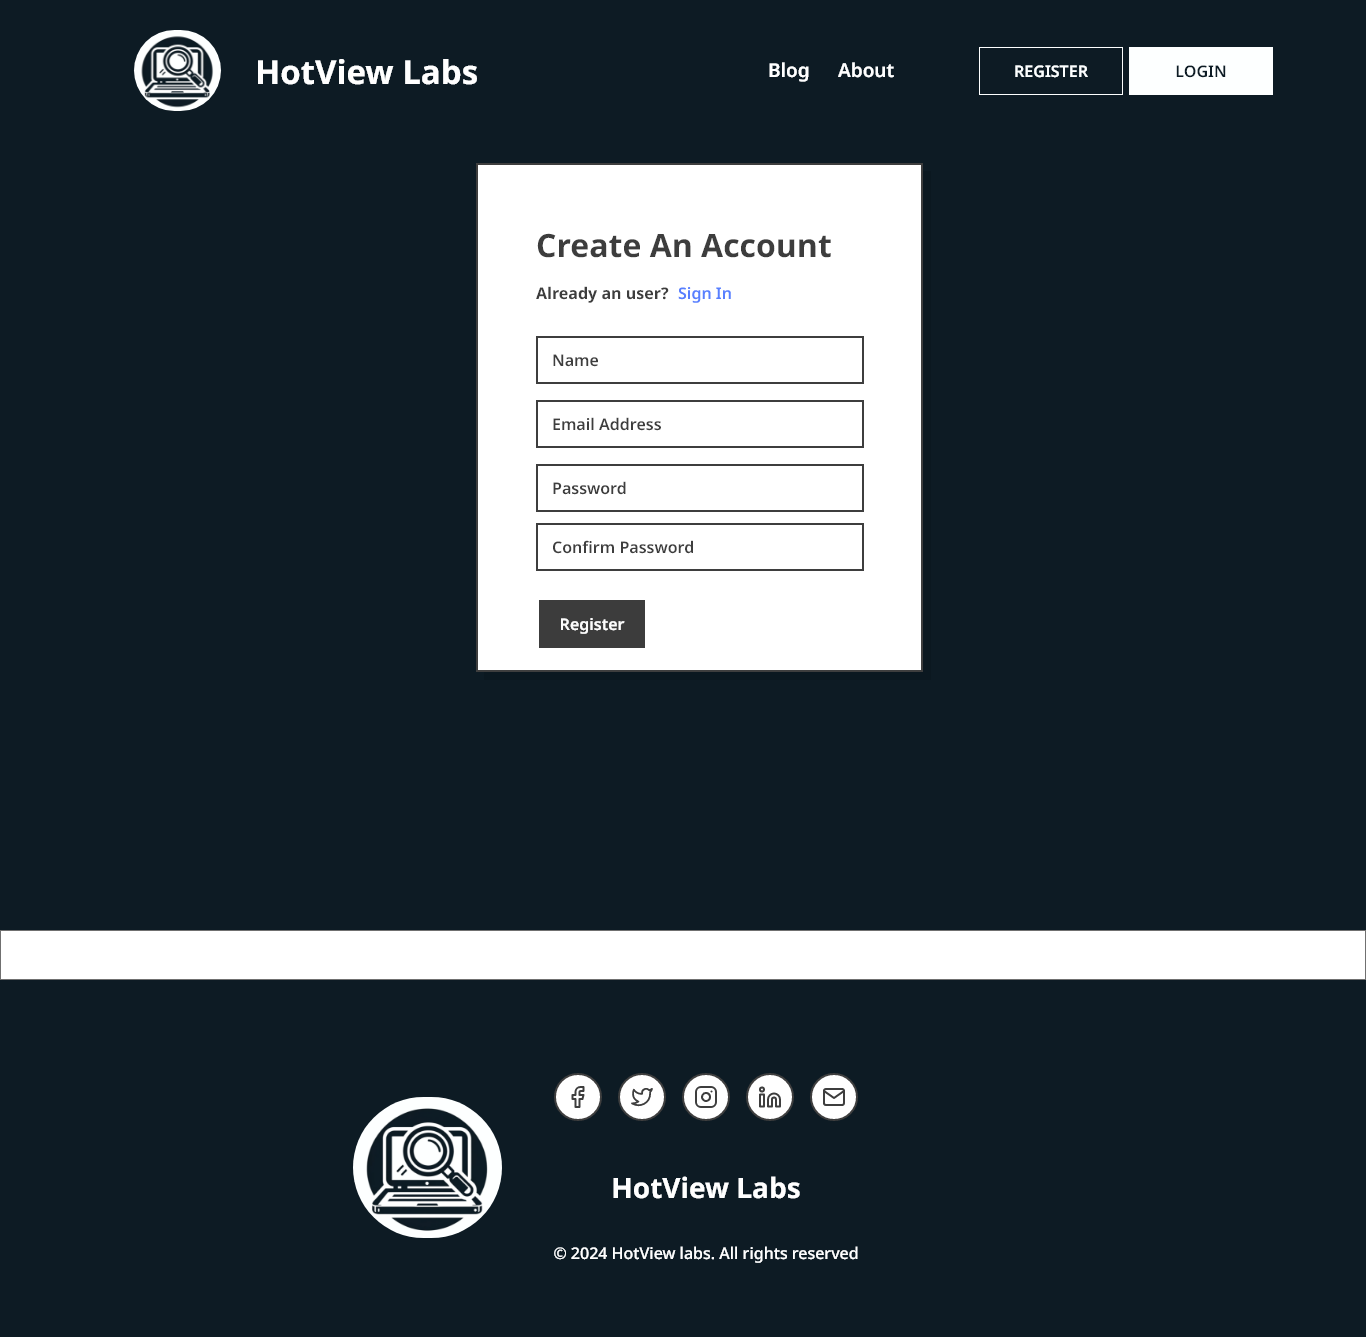 HotView Labs
Blog About REGISTER LOGIN
Create An Account
Already an user? Sign In
Name
Email Address
Password
Confirm Password
Register
HotView Labs
© 2024 HotView labs. All rights reserved